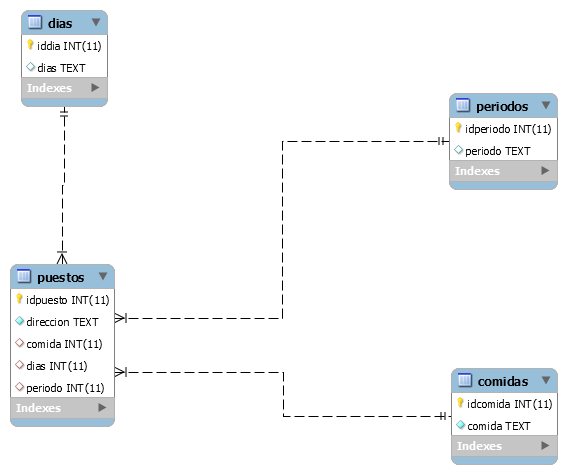 dias
iddia INT(11)
dias TEXT
Indexes
periodos
idperiodo INT(11)
periodo TEXT
Indexes
puestos
idpuesto INT(11)
direccion TEXT
comida INT(11)
dias INT(11)
periodo INT(11)
Indexes
comidas
idcomida INT(11)
comida TEXT
Indexes